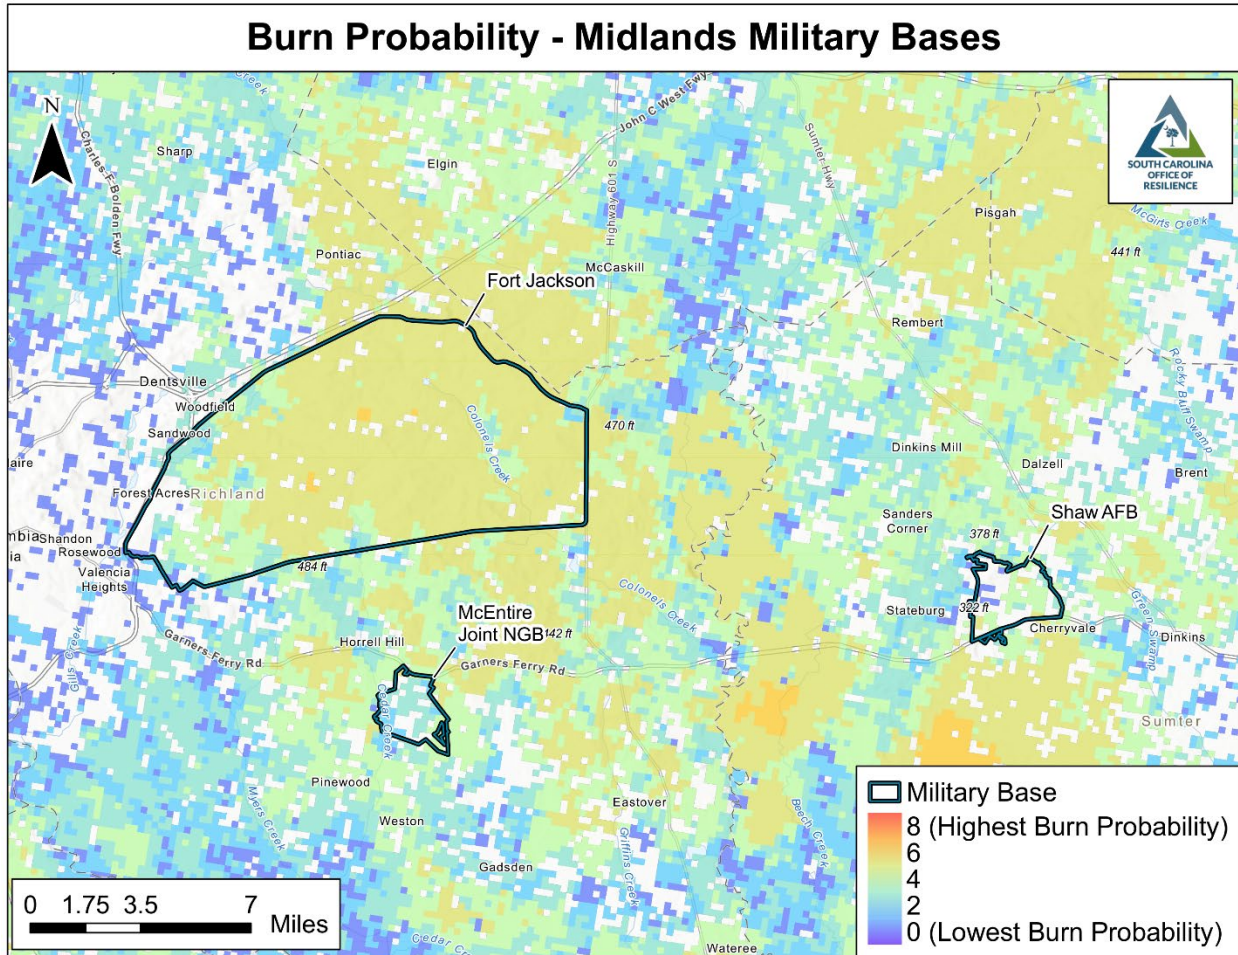 Burn Probability - Midlands Military Bases
N
SOUTH CAROLINA
OFFICE OF
RESILIENCE
Creek
Sharp
Charles F Bolden Fwy
Elgin
John C West Fwy
Highway 601 S
Sumter Hwy
Pisgah
McGirts Creek
441 ft
Pontiac
McCaskill
Fort Jackson
Rembert
Rocky Bluff Swamp
Dentsville
Woodfield
Sandwood
Colonels Creek
470 ft
Dinkins Mill
Dalzell
Brent
aire
Forest Acres
Richland
Sanders
Corner
Shaw AFB
378 ft
mbia
Shandon
ia
Rosewood
Valencia
Heights
484 ft
Colonels Creek
Stateburg
322 ft
Cherryvale
Green Swamp
Dinkins
McEntire
Joint NGB
142 ft
Horrell Hill
Garners Ferry Rd
Garners Ferry Rd
Gills Creek
Cedar Creek
Sumter
Pinewood
Myers Creek
Weston
Eastover
Griffins Creek
Beech Creek
Gadsden
Cedar Cr
Wateree
0 1.75 3.5 7
Miles
Military Base
8 (Highest Burn Probability)
6
4
2
0 (Lowest Burn Probability)